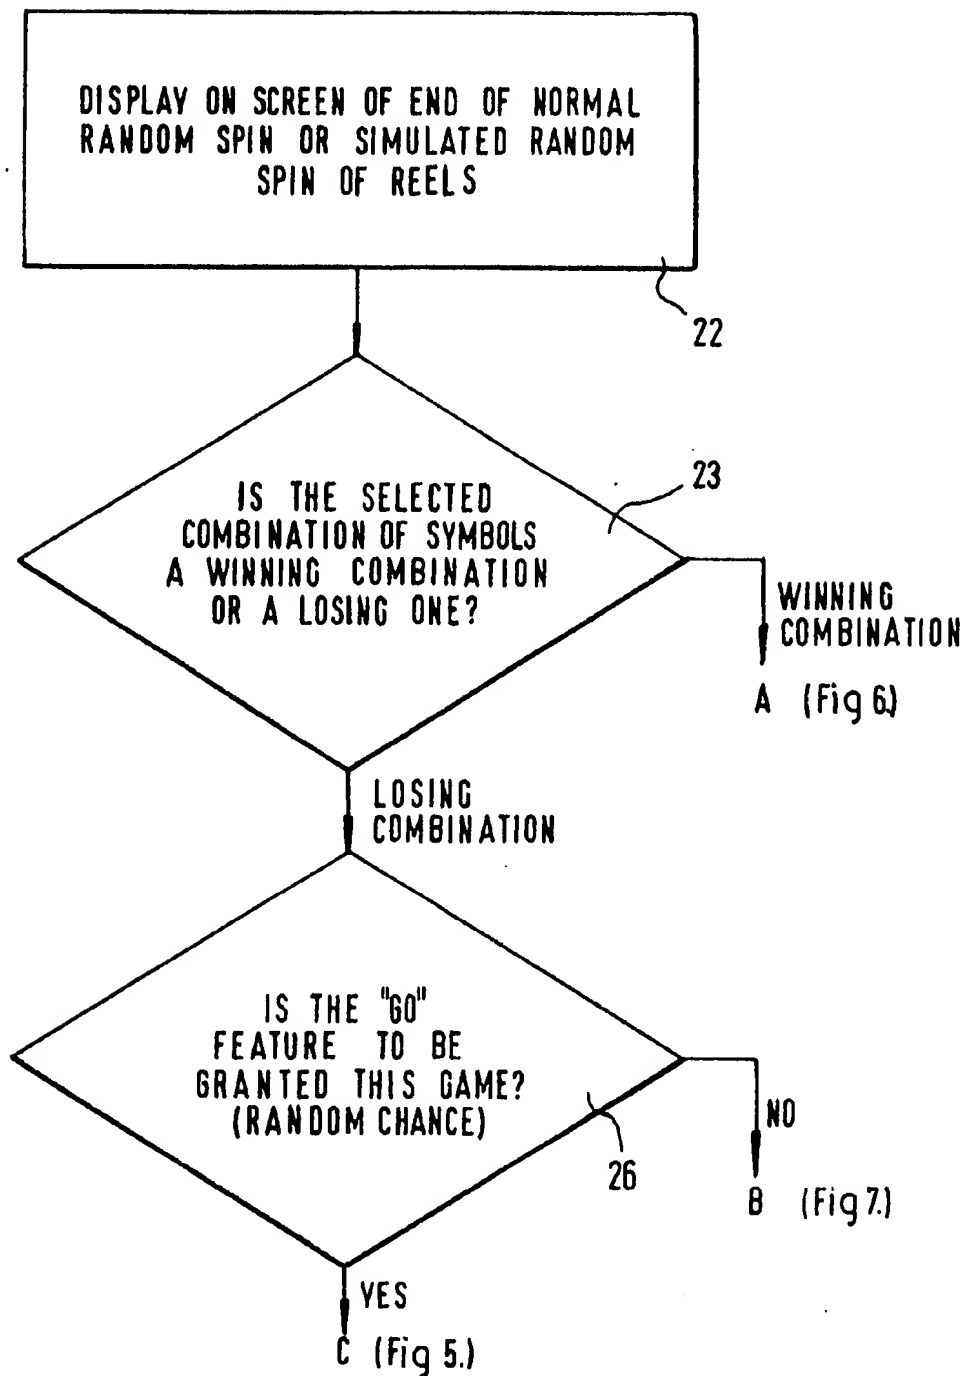 DISPLAY ON SCREEN OF END OF NORMAL
RANDOM SPIN OR SIMULATED RANDOM
SPIN OF REELS
22
IS THE SELECTED
COMBINATION OF SYMBOLS
A WINNING COMBINATION
OR A LOSING ONE?
23
WINNING
COMBINATION
A (Fig 6.)
LOSING
COMBINATION
IS THE "GO"
FEATURE TO BE
GRANTED THIS GAME?
(RANDOM CHANCE)
26
NO
B (Fig 7.)
YES
C (Fig 5.)